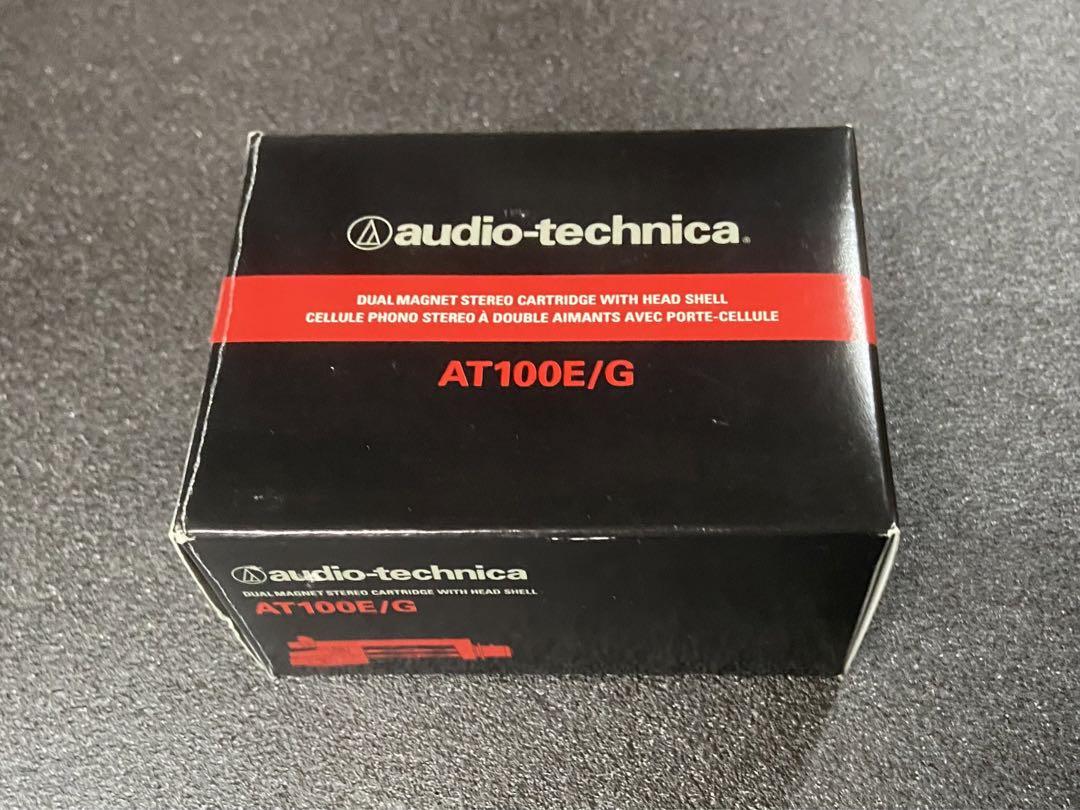 audio-technica®
DUAL MAGNET STEREO CARTRIDGE WITH HEAD SHELL
CELLULE PHONO STEREO À DOUBLE AIMANTS AVEC PORTE-CELLULE
AT100E/G
audio-technica
DUAL MAGNET STEREO CARTRIDGE WITH HEAD SHELL
AT100E/G